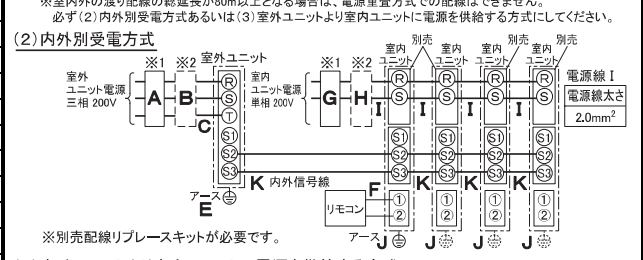 ※室内外の渡り配線の総延長が80m以上となる場合は、電源重畳方式での配線はできません。
必ず(2)内外別受電方式あるいは(3)室外ユニットより室内ユニットに電源を供給する方式にしてください。
(2)内外別受電方式
※1 ※2 室外ユニット
室外
ユニット電源
三相 200V
A B C
R
S
T
S1
S2
S3
アース
E
K 内外信号線
※1 ※2
室内
ユニット電源
単相 200V
G H
室内ユニット 別売 室内ユニット 室内ユニット 別売 室内ユニット 別売
R R R R
S S S S
I I I I
S1 S1 S1 S1
S2 S2 S2 S2
S3 S3 S3 S3
F K K K
リモコン
① ① ① ①
② ② ② ②
アース J J J J
電源線 I
電源線太さ
2.0mm²
※別売配線リプレースキットが必要です。